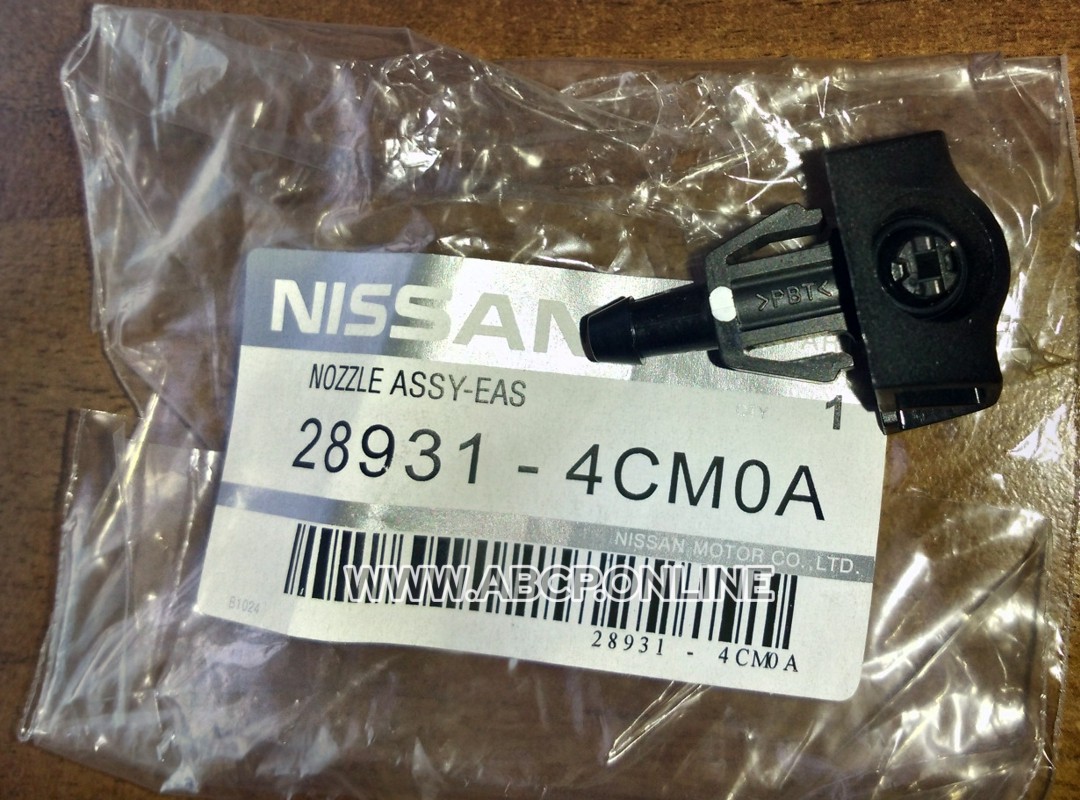 NISSAN
>PBT<
NOZZLE ASSY-EAS
1
28931 - 4CM0A
NISSAN MOTOR CO.,LTD.
WWW.ABCP.ONLINE
B1024
28931 - 4CM0A